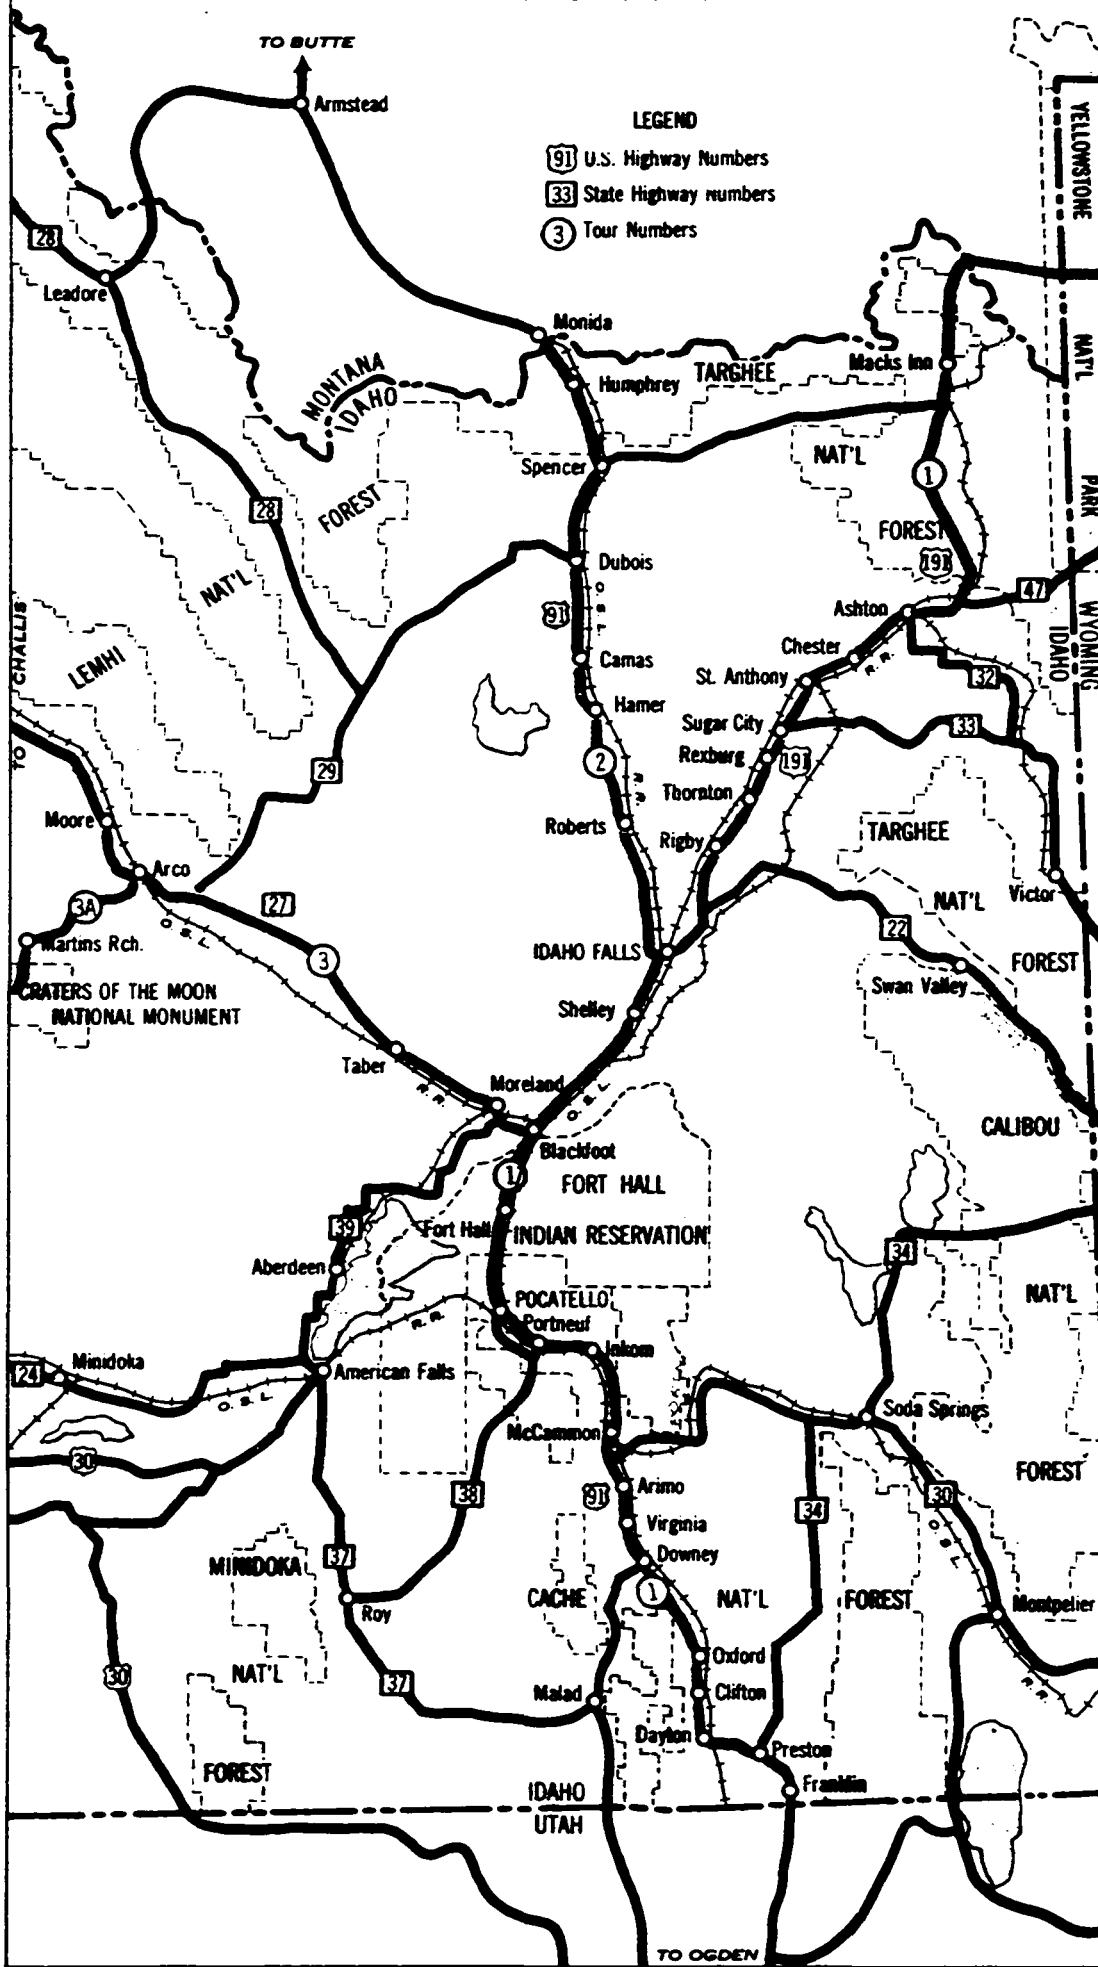 TO BUTTE
Armstead
LEGEND
91 U.S. Highway Numbers
33 State Highway Numbers
3 Tour Numbers
YELLOWSTONE
NAT'L
PARK
28
Leadore
Monida
MONTANA
IDAHO
Humphrey
TARGHEE
Macks Inn
Spencer
NAT'L
1
FOREST
28
FOREST
191
Dubois
O. S. L.
47
NAT'L
91
Ashton
WYOMING
IDAHO
Chester
R. R.
LEMHI
Camas
St. Anthony
32
TO CHALLIS
Hamer
Sugar City
33
Rexburg
191
2
29
R. R.
Thornton
Moore
Roberts
Rigby
TARGHEE
Arco
Victor
3A
27
NAT'L
22
O. S. L.
Martins Rch.
3
IDAHO FALLS
FOREST
Swan Valley
CRATERS OF THE MOON
NATIONAL MONUMENT
Shelley
Taber
Moreland
R. R.
O. S. L
CALIBOU
Blackfoot
1
FORT HALL
39
Fort Hall
INDIAN RESERVATION
34
Aberdeen
NAT'L
POCATELLO
R. R.
Portneuf
Minidoka
Inkom
24
American Falls
O. S. L
Soda Springs
McCammon
30
FOREST
Arimo
38
91
34
30
Virginia
O. S. L
37
Downey
MINIDOKA
1
CACHE
NAT'L
FOREST
Montpelier
Roy
Oxford
30
NAT'L
37
Malad
Clifton
R. R.
Dayton
Preston
FOREST
Franklin
IDAHO
UTAH
TO OGDEN